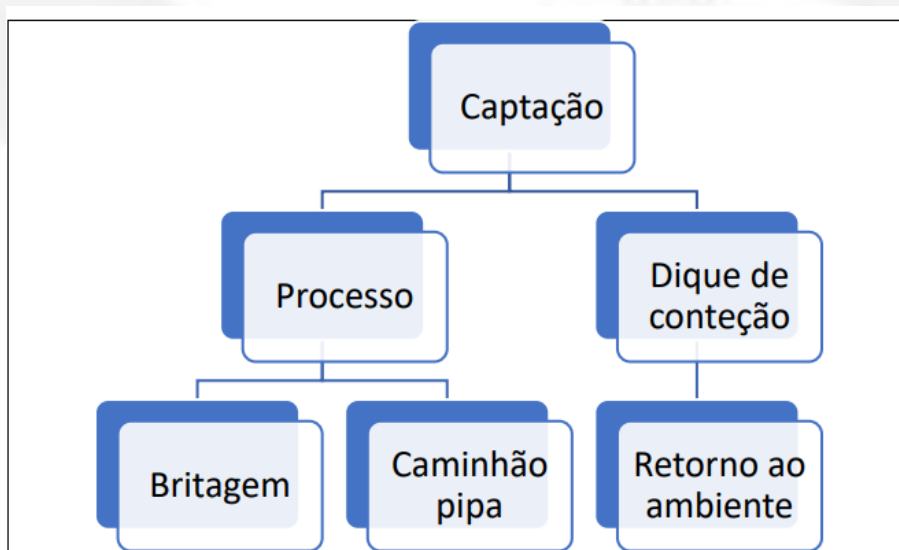 Captação
Processo
Dique de
conteção
Britagem
Caminhão
pipa
Retorno ao
ambiente